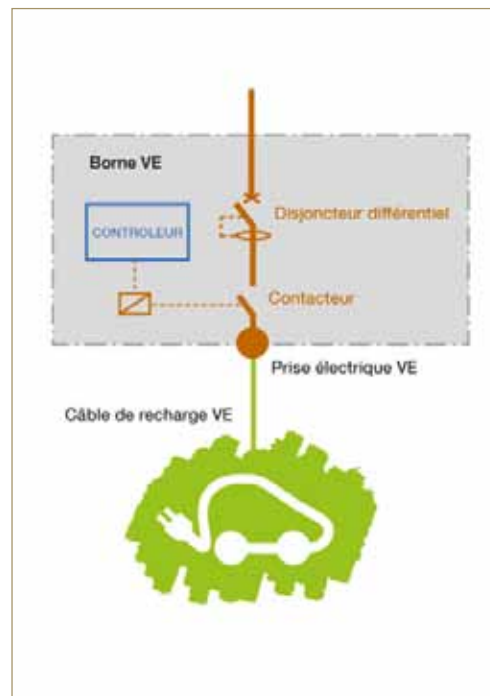 Borne VE
Disjoncteur différentiel
CONTROLEUR
Contacteur
Prise électrique VE
Câble de recharge VE